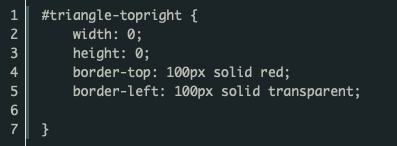 1 #triangle-topright {
2     width: 0;
3     height: 0;
4     border-top: 100px solid red;
5     border-left: 100px solid transparent;
6
7 }